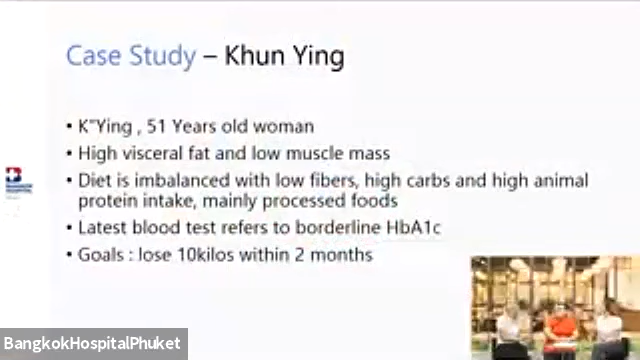 Case Study – Khun Ying
• K"Ying , 51 Years old woman
• High visceral fat and low muscle mass
• Diet is imbalanced with low fibers, high carbs and high animal
protein intake, mainly processed foods
• Latest blood test refers to borderline HbA1c
• Goals : lose 10kilos within 2 months
BangkokHospitalPhuket